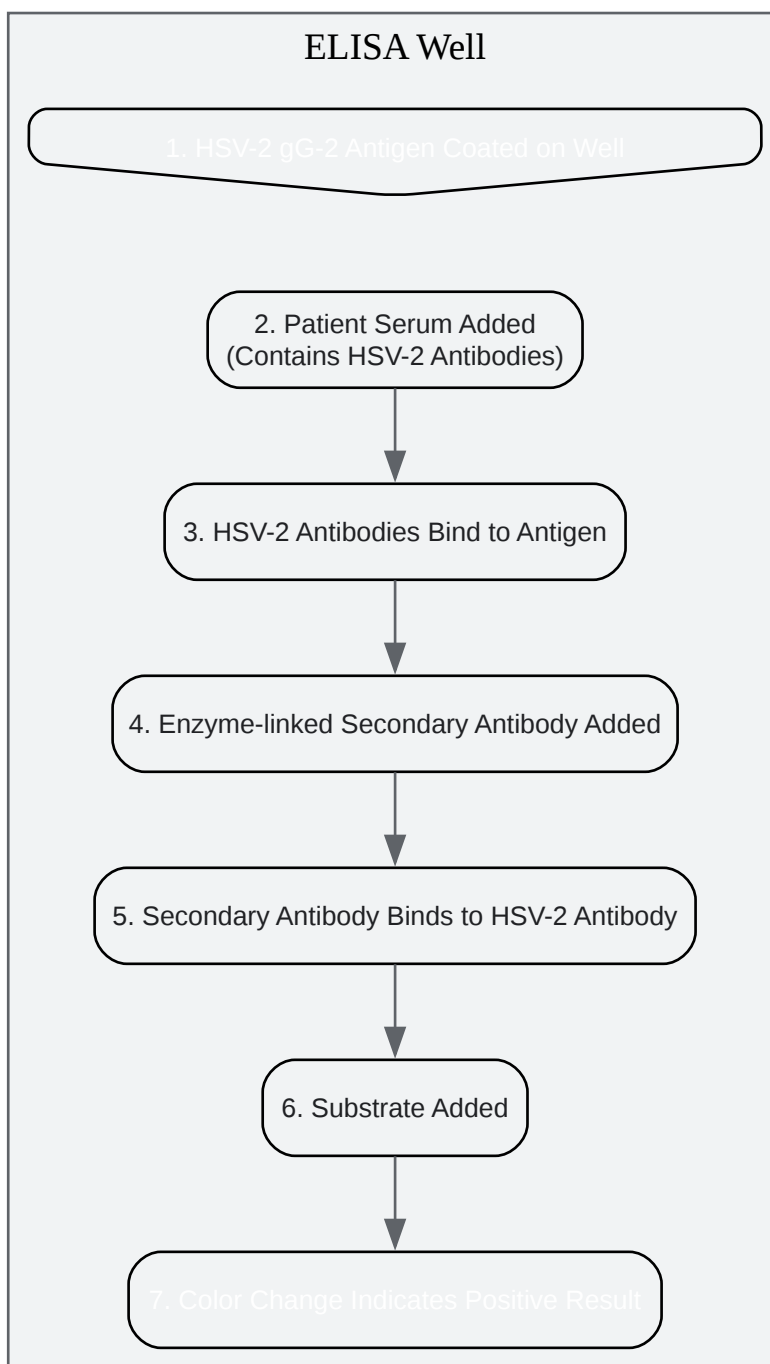 ELISA Well
1. HSV-2 gG-2 Antigen Coated on Well
2. Patient Serum Added
(Contains HSV-2 Antibodies)
3. HSV-2 Antibodies Bind to Antigen
4. Enzyme-linked Secondary Antibody Added
5. Secondary Antibody Binds to HSV-2 Antibody
6. Substrate Added
7. Color Change Indicates Positive Result